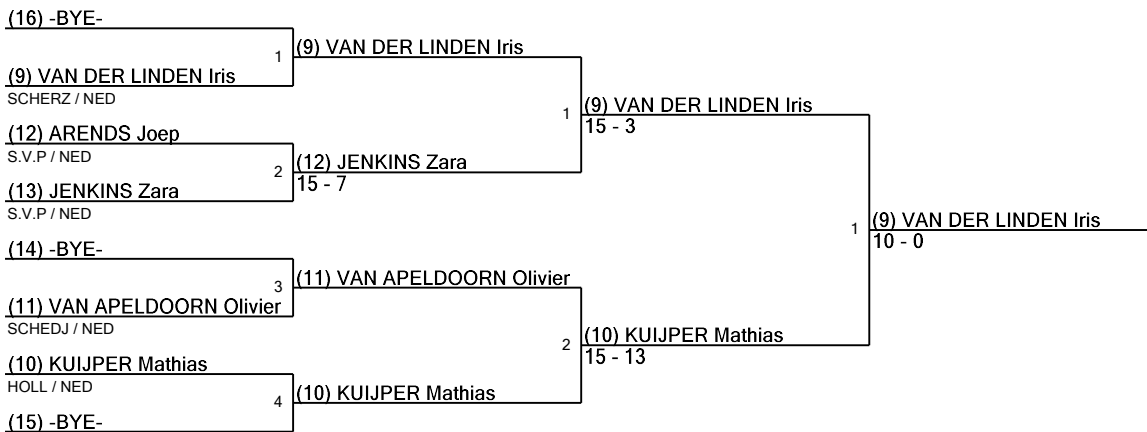 (16) -BYE-
1
(9) VAN DER LINDEN Iris
(9) VAN DER LINDEN Iris
SCHERZ / NED
1
(9) VAN DER LINDEN Iris
15 - 3
(12) ARENDS Joep
S.V.P / NED
2
(12) JENKINS Zara
15 - 7
(13) JENKINS Zara
S.V.P / NED
1
(9) VAN DER LINDEN Iris
10 - 0
(14) -BYE-
3
(11) VAN APELDOORN Olivier
(11) VAN APELDOORN Olivier
SCHEDJ / NED
2
(10) KUIJPER Mathias
15 - 13
(10) KUIJPER Mathias
HOLL / NED
4
(10) KUIJPER Mathias
(15) -BYE-